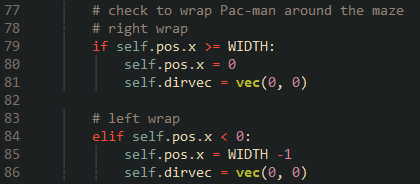 77 # check to wrap Pac-man around the maze
78 # right wrap
79 if self.pos.x >= WIDTH:
80 self.pos.x = 0
81 self.dirvec = vec(0, 0)
82
83 # left wrap
84 elif self.pos.x < 0:
85 self.pos.x = WIDTH -1
86 self.dirvec = vec(0, 0)